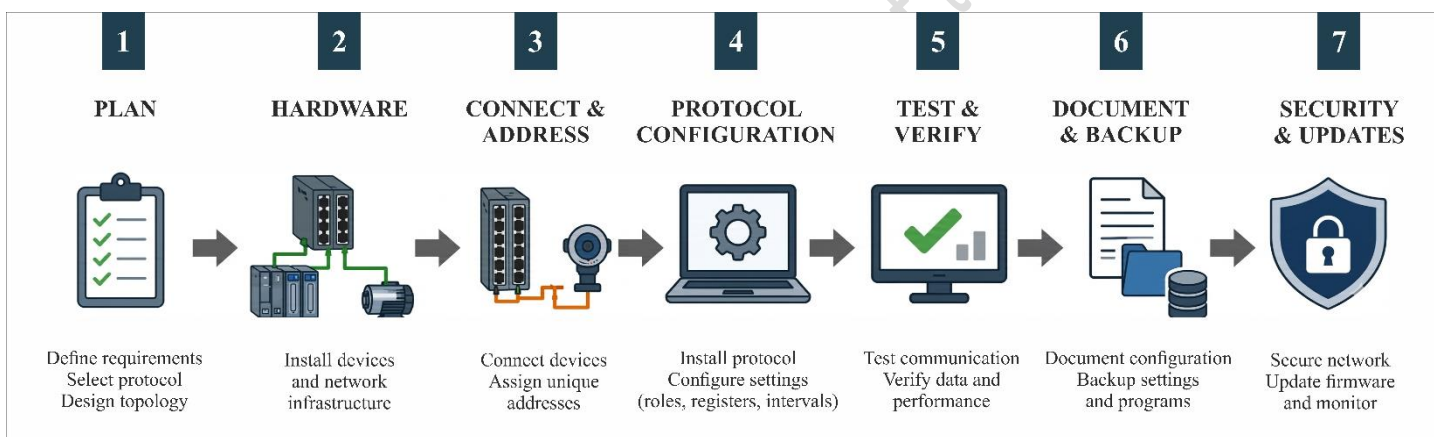 1
PLAN
Define requirements
Select protocol
Design topology
2
HARDWARE
Install devices
and network
infrastructure
3
CONNECT &
ADDRESS
Connect devices
Assign unique
addresses
4
PROTOCOL
CONFIGURATION
Install protocol
Configure settings
(roles, registers, intervals)
5
TEST &
VERIFY
Test communication
Verify data and
performance
6
DOCUMENT
& BACKUP
Document configuration
Backup settings
and programs
7
SECURITY
& UPDATES
Secure network
Update firmware
and monitor